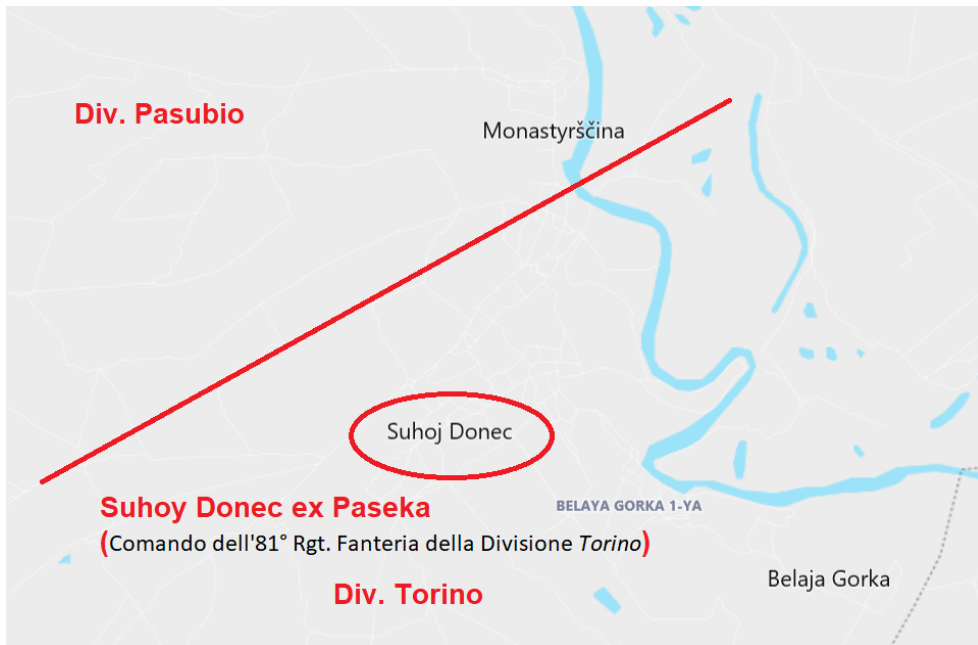 Div. Pasubio
Monastyrščina
Suhoj Donec
Suhoy Donec ex Paseka
BELAYA GORKA 1-YA
(Comando dell'81° Rgt. Fanteria della Divisione Torino)
Belaja Gorka
Div. Torino